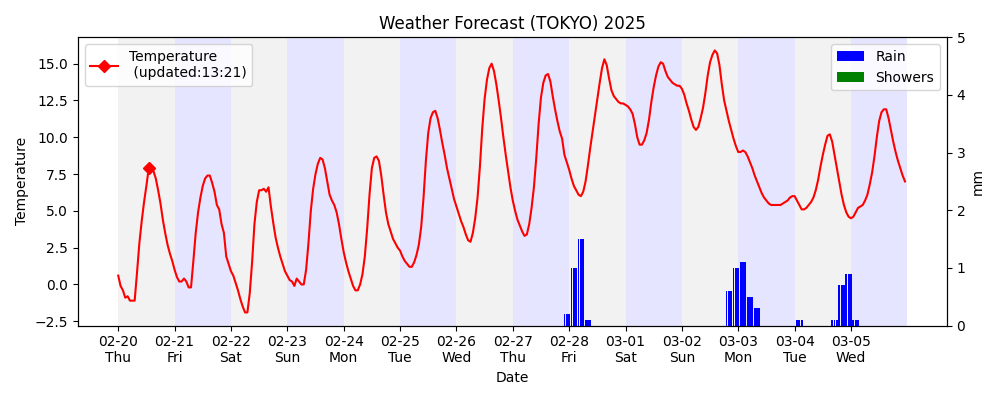 Weather Forecast (TOKYO) 2025
Temperature
(updated:13:21)
Rain
Showers
Temperature
15.0
12.5
10.0
7.5
5.0
2.5
0.0
−2.5
5
4
3
2
1
0
mm
02-20 02-21 02-22 02-23 02-24 02-25 02-26 02-27 02-28 03-01 03-02 03-03 03-04 03-05
Thu Fri Sat Sun Mon Tue Wed Thu Fri Sat Sun Mon Tue Wed
Date